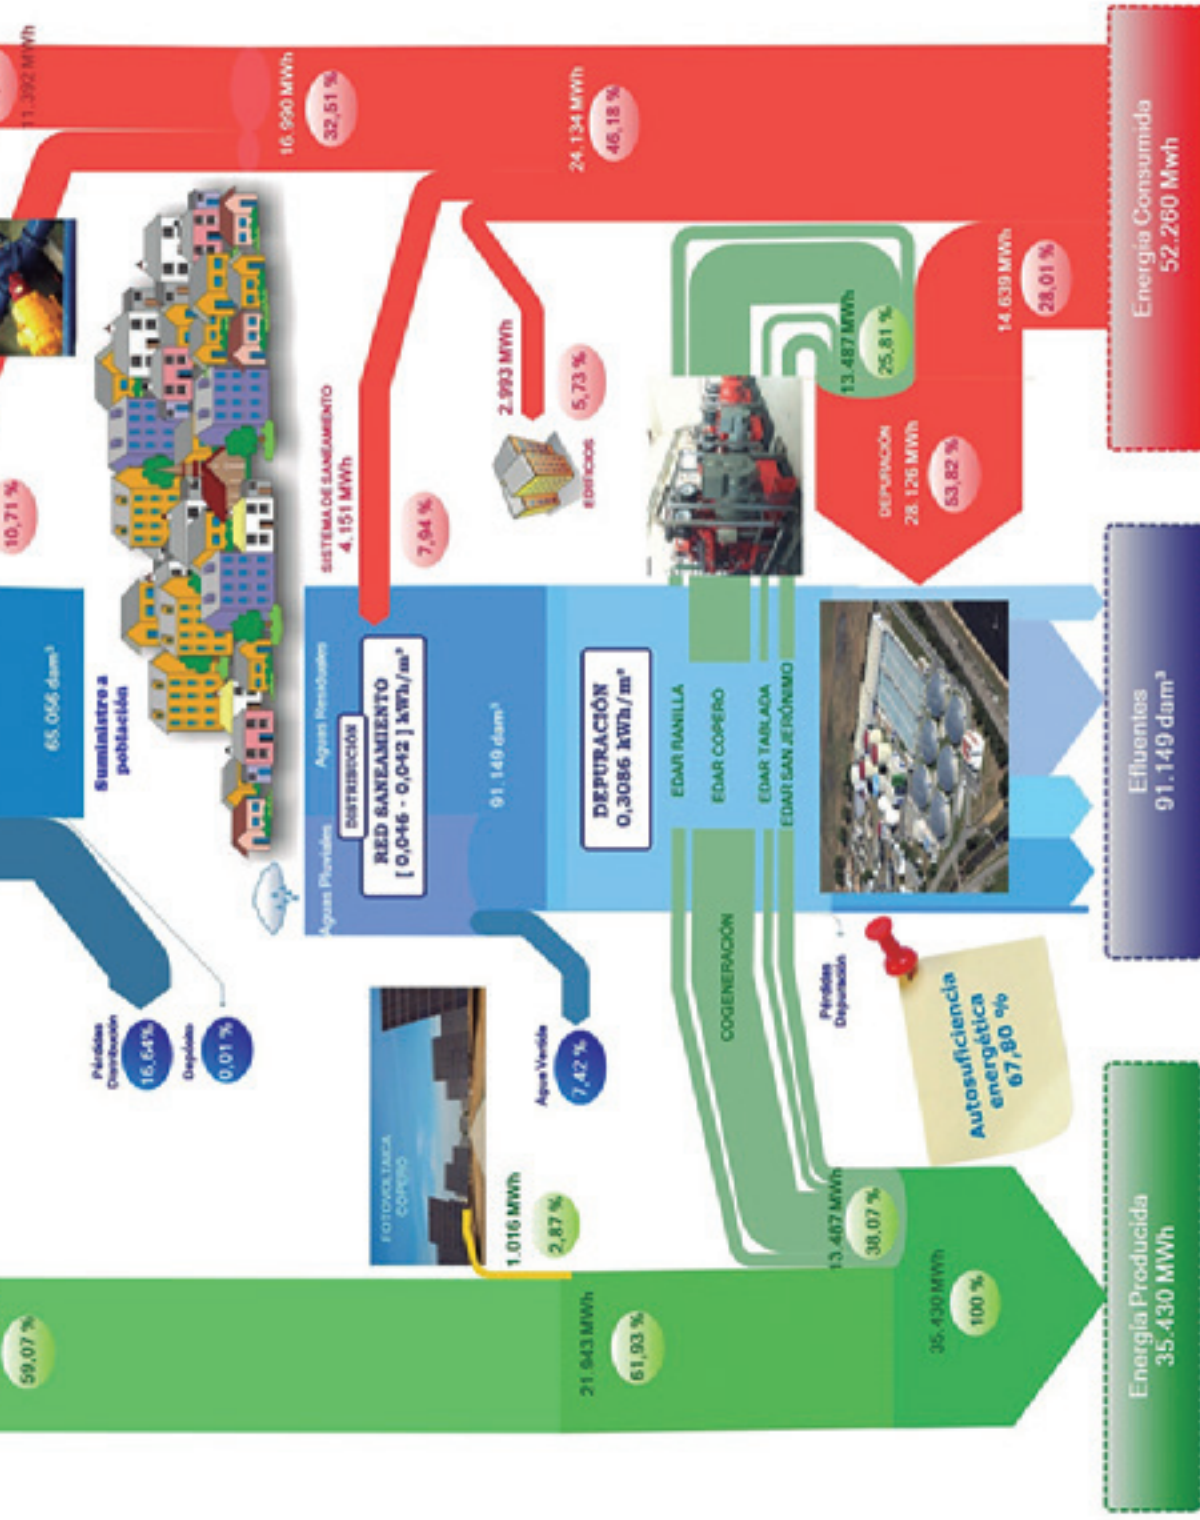 59,07 %
FOTOVOLTAICA
COPERO
1.016 MWh
2,87 %
21.943 MWh
61,93 %
13.487 MWh
38,07 %
35.430 MWh
100 %
Energía Producida
35.430 MWh
Pérdidas
Distribución
16,64%
Depósitos
0,01 %
Agua Vertida
7,42 %
COGENERACIÓN
Pérdidas
Depuración
Autosuficiencia
energética
67,80 %
65.056 dam³
Suministro a
población
Aguas Pluviales
Aguas Residuales
DISTRIBUCIÓN
RED SANEAMIENTO
[ 0,046 - 0,042 ] kWh/m³
91.149 dam³
DEPURACIÓN
0,3086 kWh/m³
EDAR RANILLA
EDAR COPERO
EDAR TABLADA
EDAR SAN JERÓNIMO
Efluentes
91.149 dam³
11.392 MWh
10,71 %
16.990 MWh
32,51 %
SISTEMA DE SANEAMIENTO
4.151 MWh
7,94 %
2.993 MWh
5,73 %
EDIFICIOS
24.134 MWh
46,18 %
13.487 MWh
25,81 %
DEPURACIÓN
28.126 MWh
53,82 %
14.639 MWh
28,01 %
Energía Consumida
52.260 Mwh